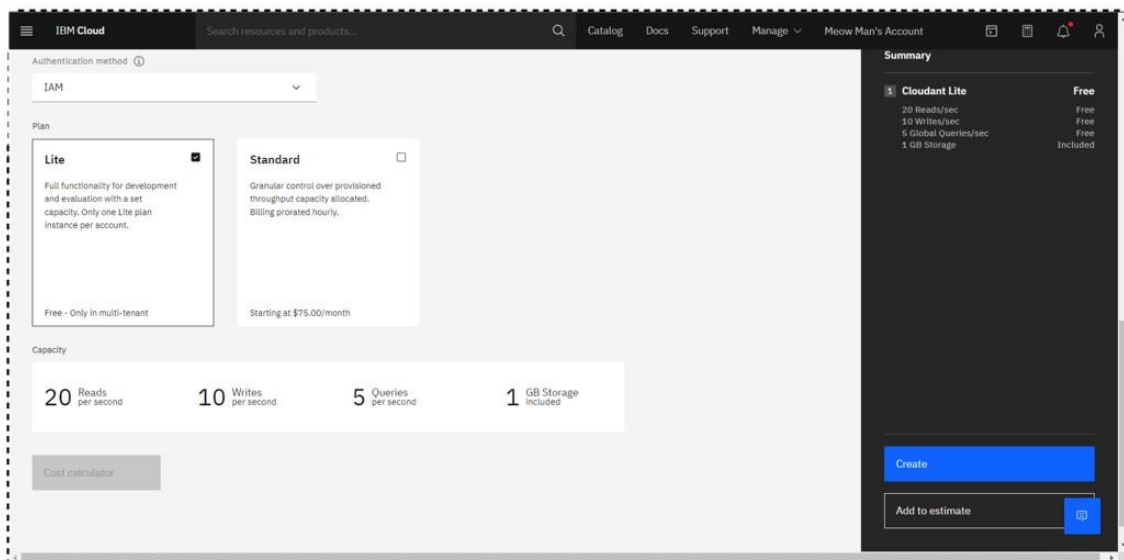 IBM Cloud
Search resources and products...
Catalog
Docs
Support
Manage
Meow Man's Account
Authentication method
IAM
Plan
Lite
Full functionality for development
and evaluation with a set
capacity. Only one Lite plan
instance per account.
Free - Only in multi-tenant
Standard
Granular control over provisioned
throughput capacity allocated.
Billing prorated hourly.
Starting at $75.00/month
Capacity
20 Reads per second
10 Writes per second
5 Queries per second
1 GB Storage Included
Cost calculator
Summary
1 Cloudant Lite Free
20 Reads/sec Free
10 Writes/sec Free
5 Global Queries/sec Free
1 GB Storage Included
Create
Add to estimate